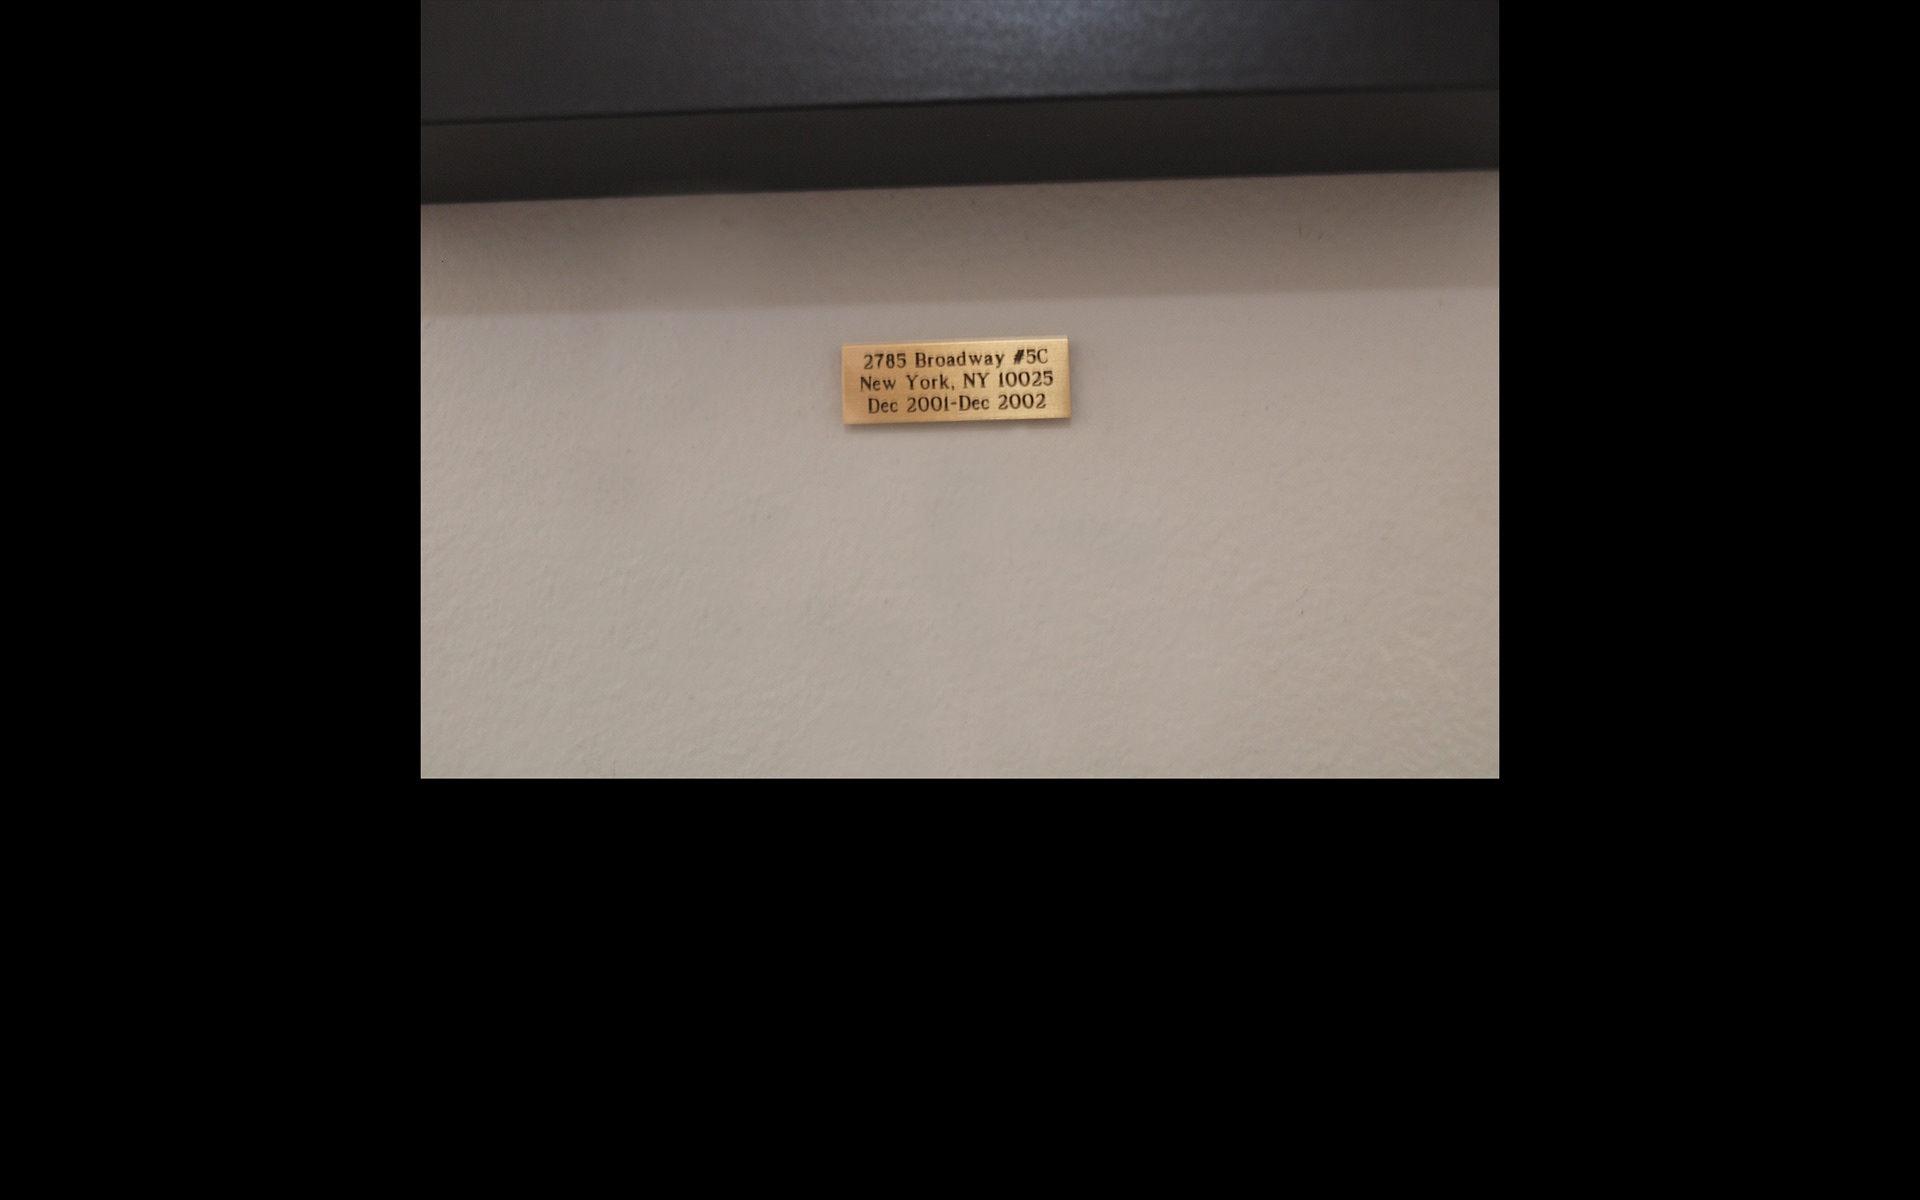 2785 Broadway #5C
New York, NY 10025
Dec 2001-Dec 2002